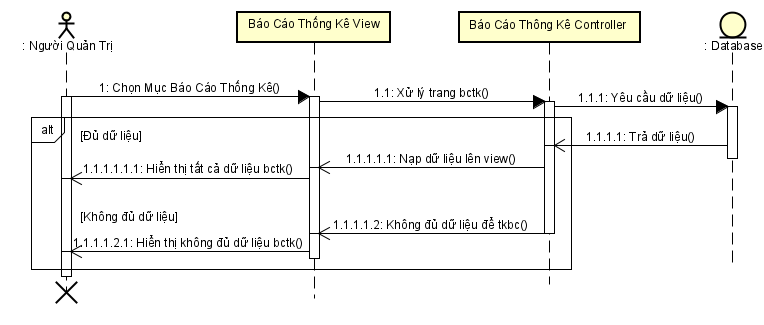 Báo Cáo Thống Kê View
Báo Cáo Thông Kê Controller
: Người Quản Trị
: Database
1: Chọn Mục Báo Cáo Thống Kê()
1.1: Xử lý trang bctk()
1.1.1: Yêu cầu dữ liệu()
alt
[Đủ dữ liệu]
1.1.1.1: Trả dữ liệu()
1.1.1.1.1: Nạp dữ liệu lên view()
1.1.1.1.1.1: Hiển thị tất cả dữ liệu bctk()
[Không đủ dữ liệu]
1.1.1.1.2: Không đủ dữ liệu để tkbc()
1.1.1.1.2.1: Hiển thị không đủ dữ liệu bctk()